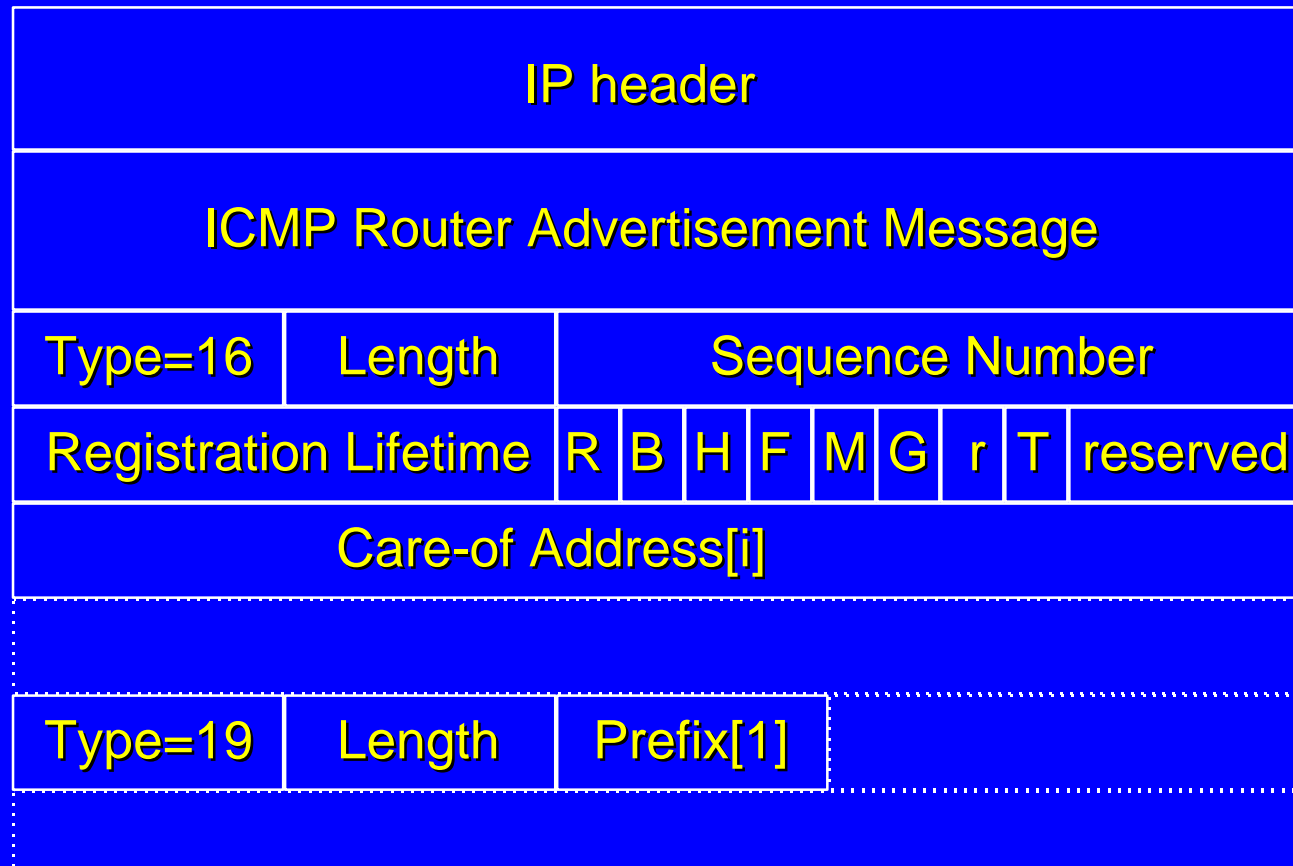 IP header
ICMP Router Advertisement Message
Type=16 Length Sequence Number
Registration Lifetime R B H F M G r T reserved
Care-of Address[i]
Type=19 Length Prefix[1]